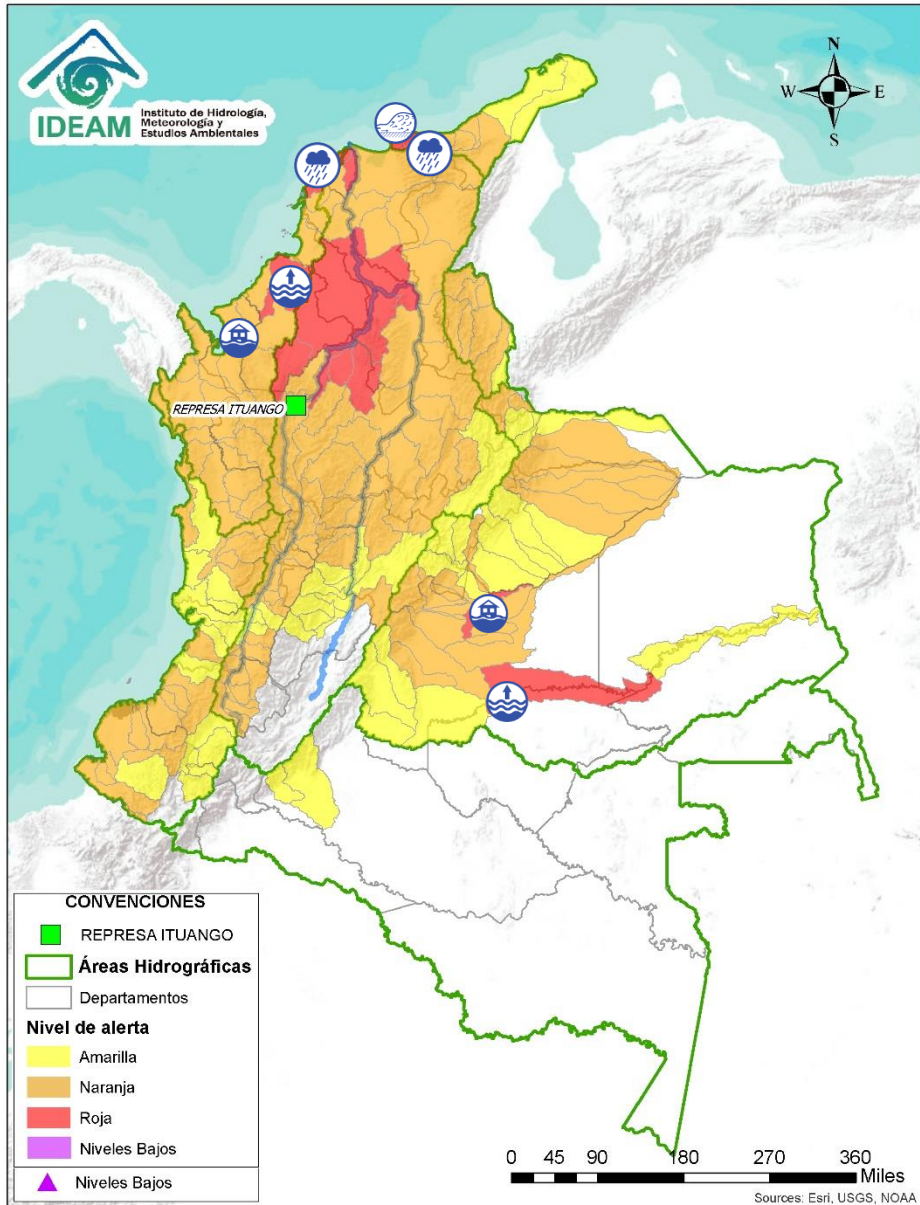 IDEAM
Instituto de Hidrología,
Meteorología y
Estudios Ambientales
N
W E
S
REPRESA ITUANGO
CONVENCIONES
REPRESA ITUANGO
Áreas Hidrográficas
Departamentos
Nivel de alerta
Amarilla
Naranja
Roja
Niveles Bajos
Niveles Bajos
0 45 90 180 270 360
Miles
Sources: Esri, USGS, NOAA